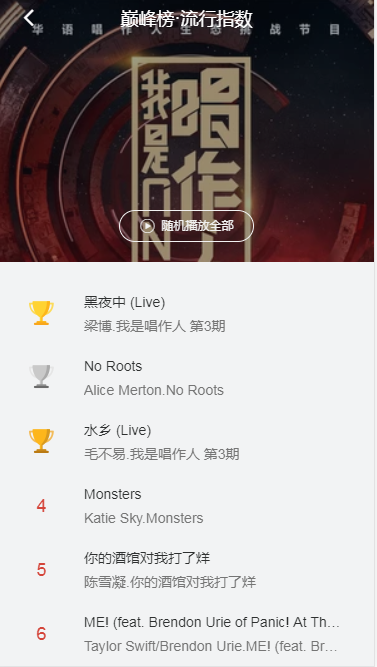 巅峰榜·流行指数
华语唱作人生态挑战节目
我是唱作人
随机播放全部
黑夜中 (Live)
梁博.我是唱作人 第3期
No Roots
Alice Merton.No Roots
水乡 (Live)
毛不易.我是唱作人 第3期
4
Monsters
Katie Sky.Monsters
5
你的酒馆对我打了烊
陈雪凝.你的酒馆对我打了烊
6
ME! (feat. Brendon Urie of Panic! At Th…
Taylor Swift/Brendon Urie.ME! (feat. Br…